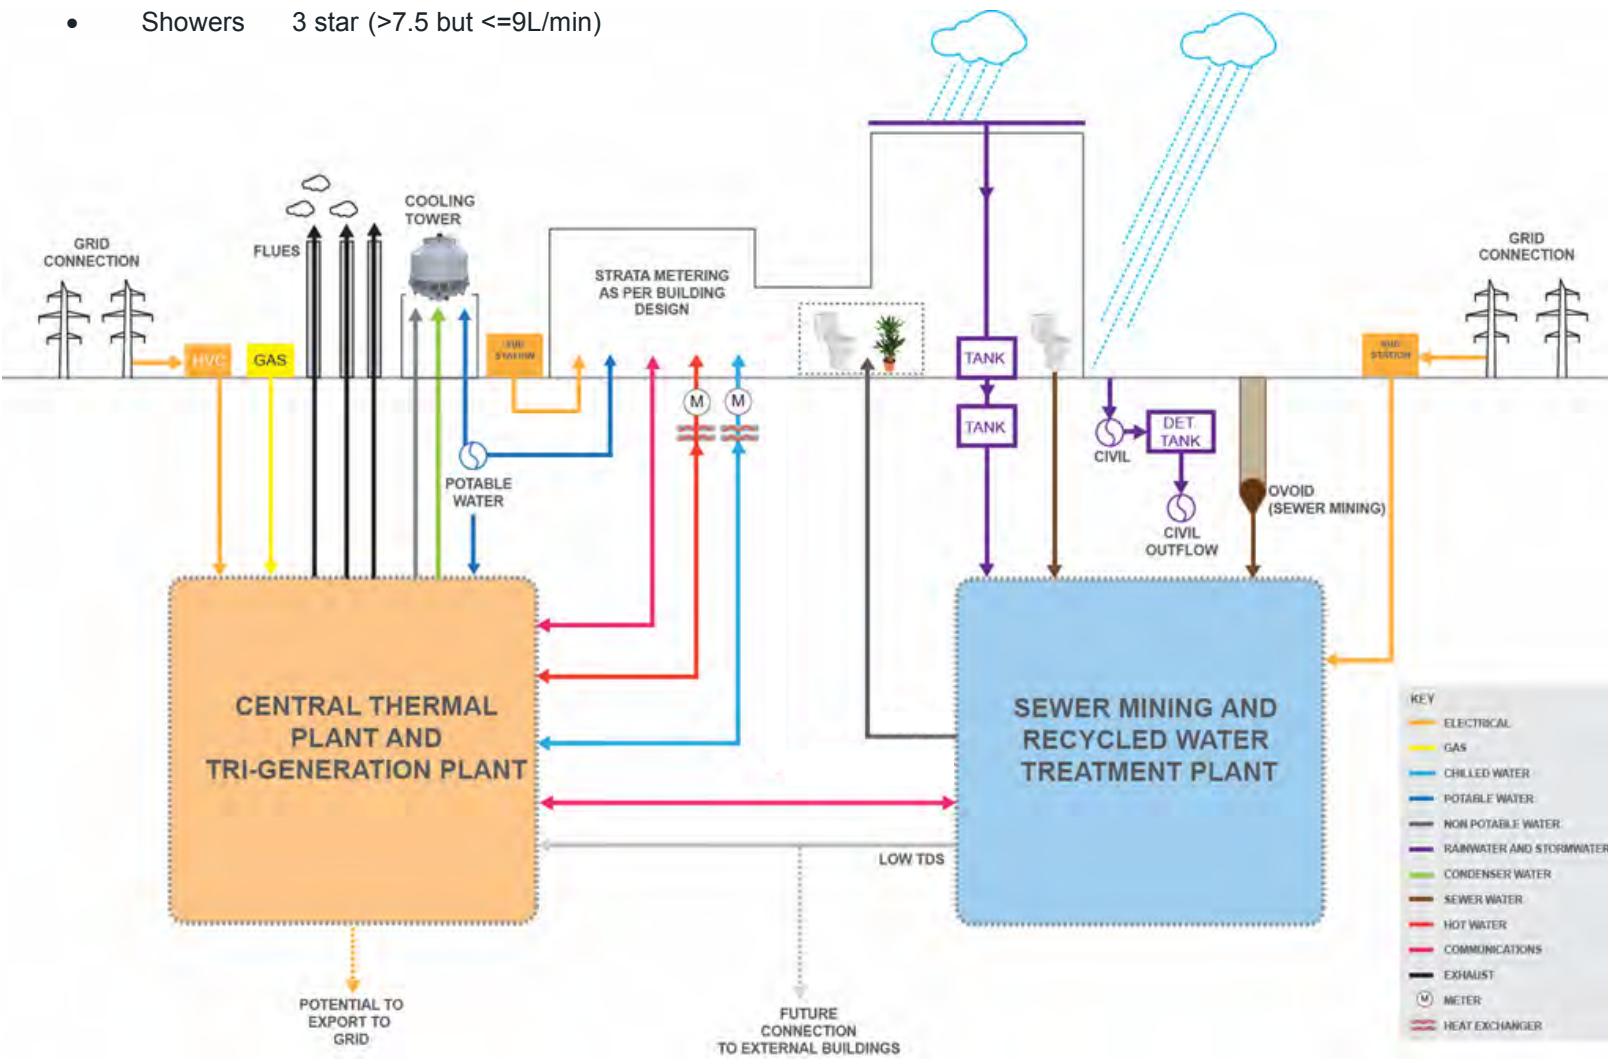 • Showers 3 star (>7.5 but <=9L/min)
GRID
CONNECTION
FLUES
COOLING
TOWER
STRATA METERING
AS PER BUILDING
DESIGN
GRID
CONNECTION
HVC
GAS
SUB
STATION
TANK
SUB
STATION
M
M
TANK
CIVIL
DET.
TANK
POTABLE
WATER
OVOID
(SEWER MINING)
CIVIL
OUTFLOW
CENTRAL THERMAL
PLANT AND
TRI-GENERATION PLANT
SEWER MINING AND
RECYCLED WATER
TREATMENT PLANT
LOW TDS
POTENTIAL TO
EXPORT TO
GRID
FUTURE
CONNECTION
TO EXTERNAL BUILDINGS
KEY
ELECTRICAL
GAS
CHILLED WATER
POTABLE WATER
NON POTABLE WATER
RAINWATER AND STORMWATER
CONDENSER WATER
SEWER WATER
HOT WATER
COMMUNICATIONS
EXHAUST
M METER
HEAT EXCHANGER